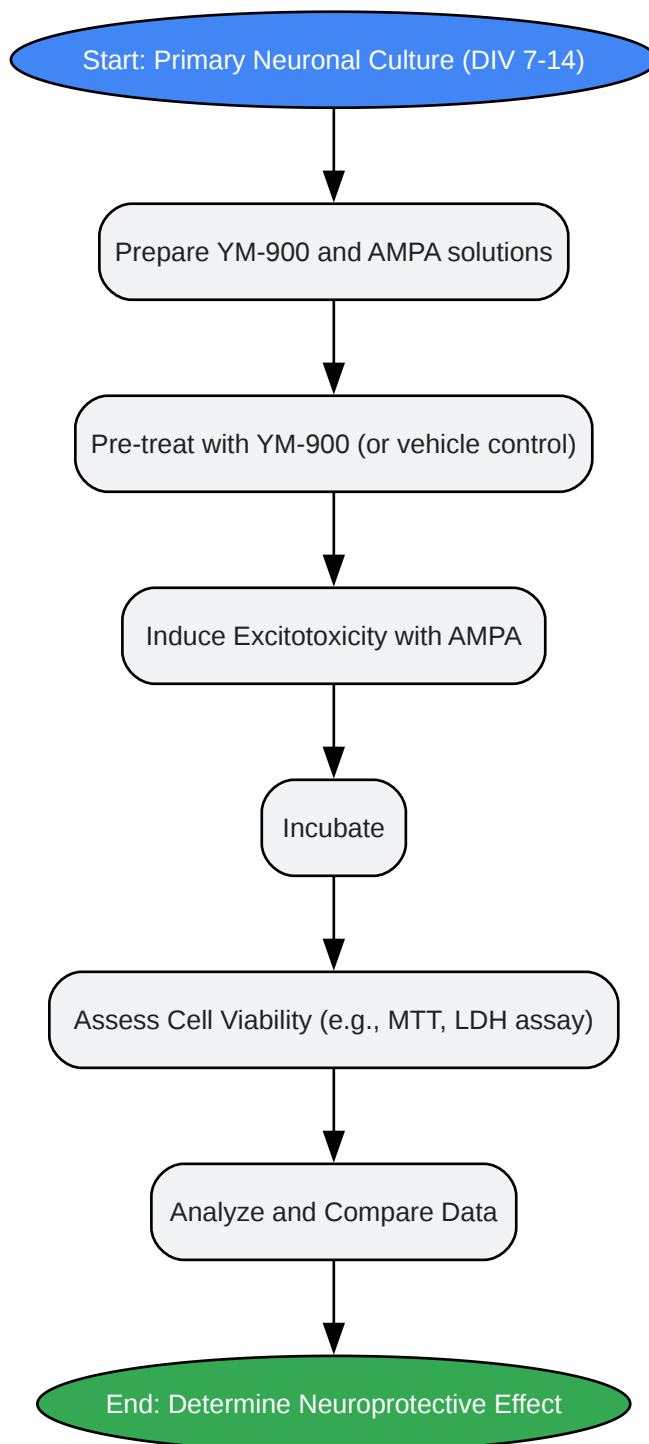 Start: Primary Neuronal Culture (DIV 7-14)
Prepare YM-900 and AMPA solutions
Pre-treat with YM-900 (or vehicle control)
Induce Excitotoxicity with AMPA
Incubate
Assess Cell Viability (e.g., MTT, LDH assay)
Analyze and Compare Data
End: Determine Neuroprotective Effect